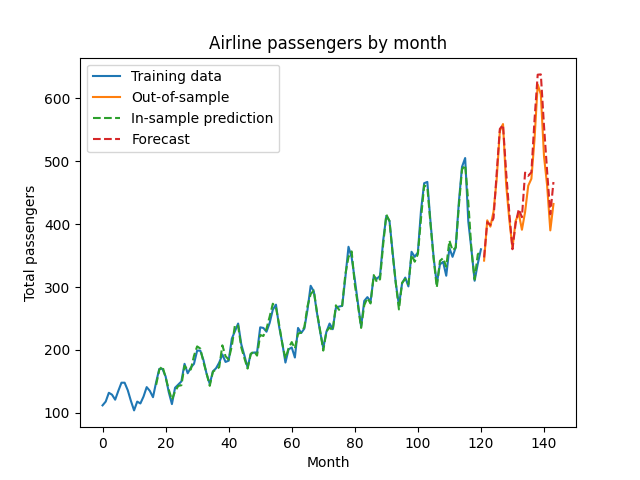 Airline passengers by month
Training data
Out-of-sample
In-sample prediction
Forecast
Total passengers
600
500
400
300
200
100
0 20 40 60 80 100 120 140
Month